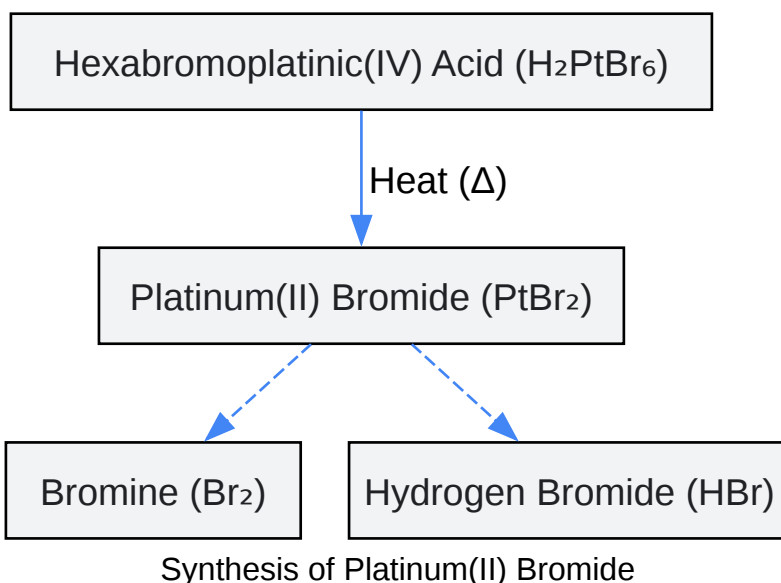 Hexabromoplatinic(IV) Acid (H₂PtBr₆)
Heat (Δ)
Platinum(II) Bromide (PtBr₂)
Bromine (Br₂)
Hydrogen Bromide (HBr)
Synthesis of Platinum(II) Bromide